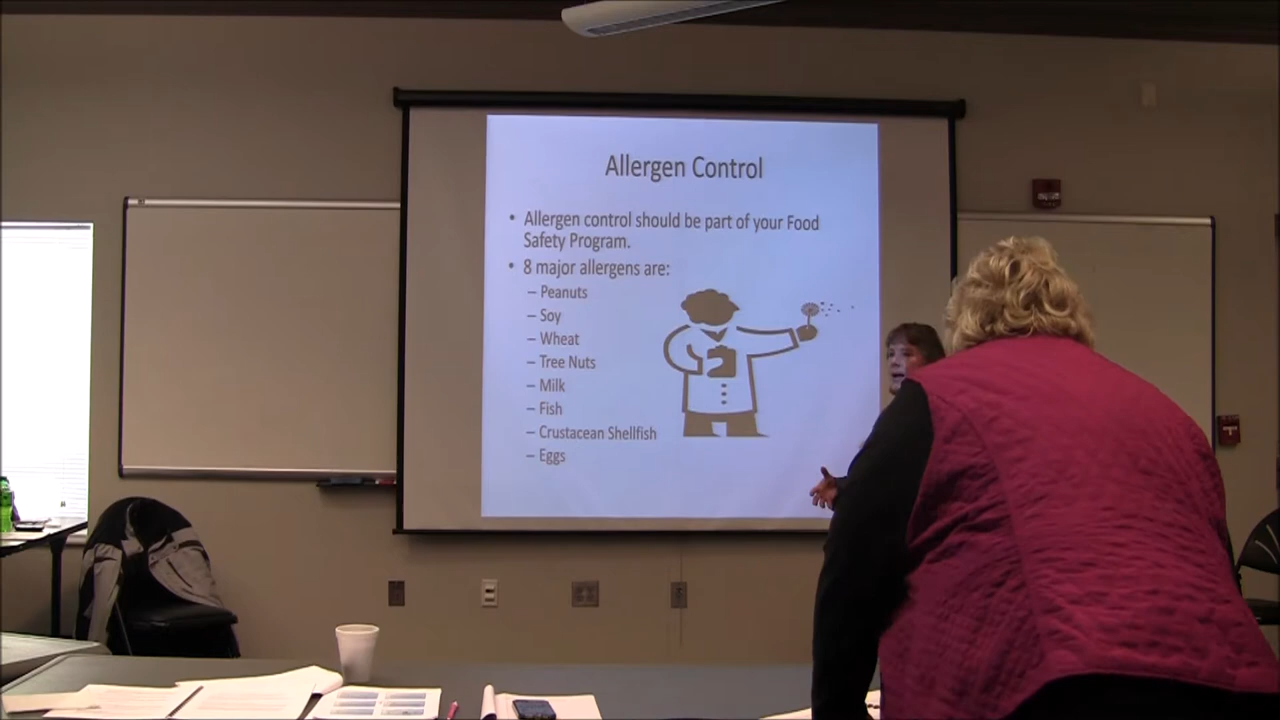 Allergen Control
• Allergen control should be part of your Food
Safety Program.
• 8 major allergens are:
– Peanuts
– Soy
– Wheat
– Tree Nuts
– Milk
– Fish
– Crustacean Shellfish
– Eggs